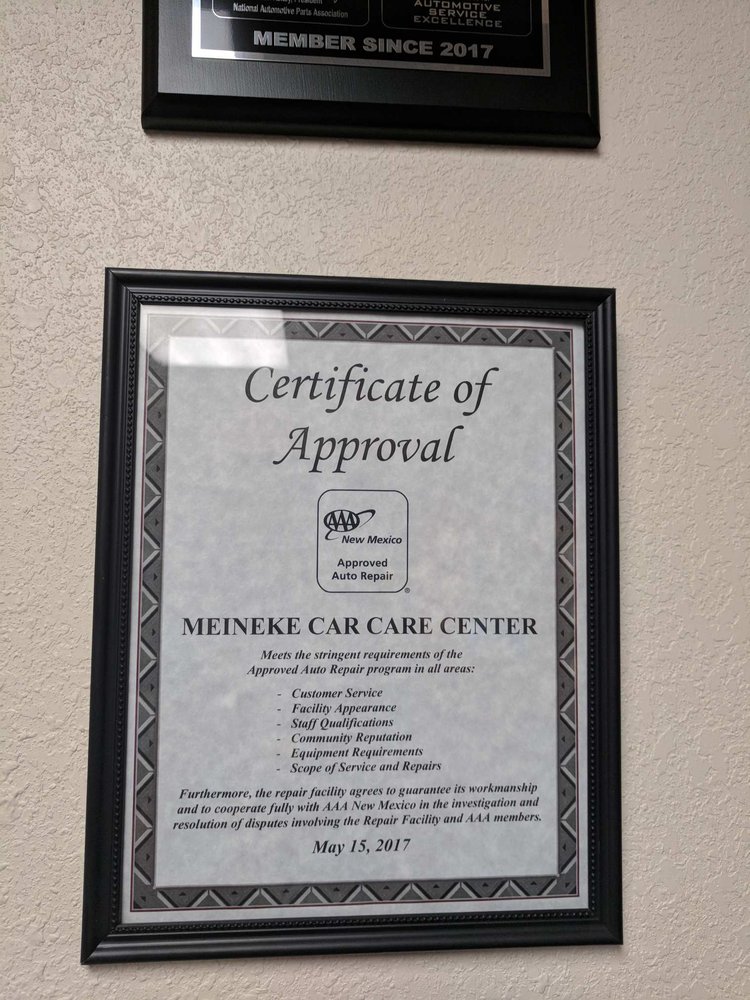 National Automotive Parts Association
AUTOMOTIVE
SERVICE
EXCELLENCE
MEMBER SINCE 2017
Certificate of
Approval
AAA
New Mexico
Approved
Auto Repair
®
MEINEKE CAR CARE CENTER
Meets the stringent requirements of the
Approved Auto Repair program in all areas:
- Customer Service
- Facility Appearance
- Staff Qualifications
- Community Reputation
- Equipment Requirements
- Scope of Service and Repairs
Furthermore, the repair facility agrees to guarantee its workmanship
and to cooperate fully with AAA New Mexico in the investigation and
resolution of disputes involving the Repair Facility and AAA members.
May 15, 2017